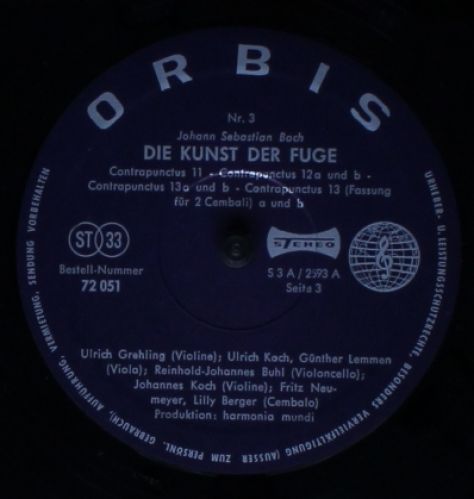 ORBIS
Nr. 3
Johann Sebastian Bach
DIE KUNST DER FUGE
Contrapunctus 11 - Contrapunctus 12a und b -
Contrapunctus 13a und b - Contrapunctus 13 (Fassung
für 2 Cembali) a und b
ST 33
Bestell-Nummer
72 051
STEREO
S 3 A / 2593 A
Seite 3
Ulrich Grehling (Violine); Ulrich Koch, Günther Lemmen
(Viola); Reinhold-Johannes Buhl (Violoncello);
Johannes Koch (Violine); Fritz Neu-
meyer, Lilly Berger (Cembalo)
Produktion: harmonia mundi
URHEBER- U. LEISTUNGSSCHUTZRECHTE, BESONDERS VERVIELFÄLTIGUNG (AUSSER ZUM PERSÖNL. GEBRAUCH), AUFFÜHRUNG, VERMIETUNG, SENDUNG VORBEHALTEN